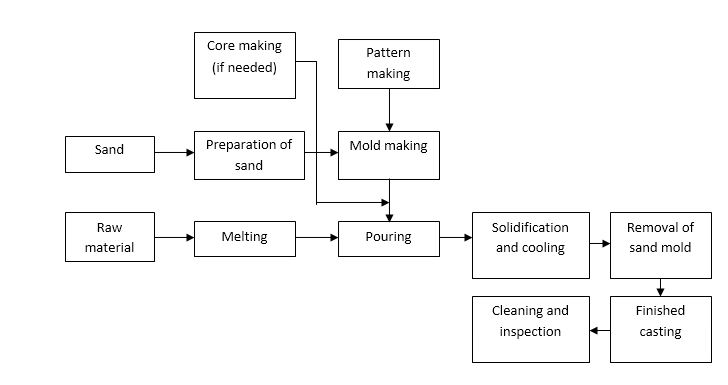 Core making
(if needed)
Pattern
making
Sand
Preparation of
sand
Mold making
Raw
material
Melting
Pouring
Solidification
and cooling
Removal of
sand mold
Cleaning and
inspection
Finished
casting